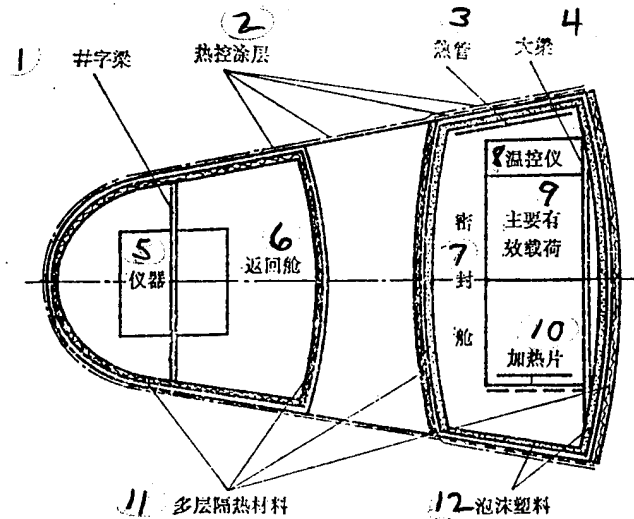 1 井字梁 2 热控涂层 3 热管 4 大梁
8 温控仪
9
主要有
效载荷
密
7 封
舱
5 仪器
6 返回舱
10
加热片
11 多层隔热材料 12 泡沫塑料